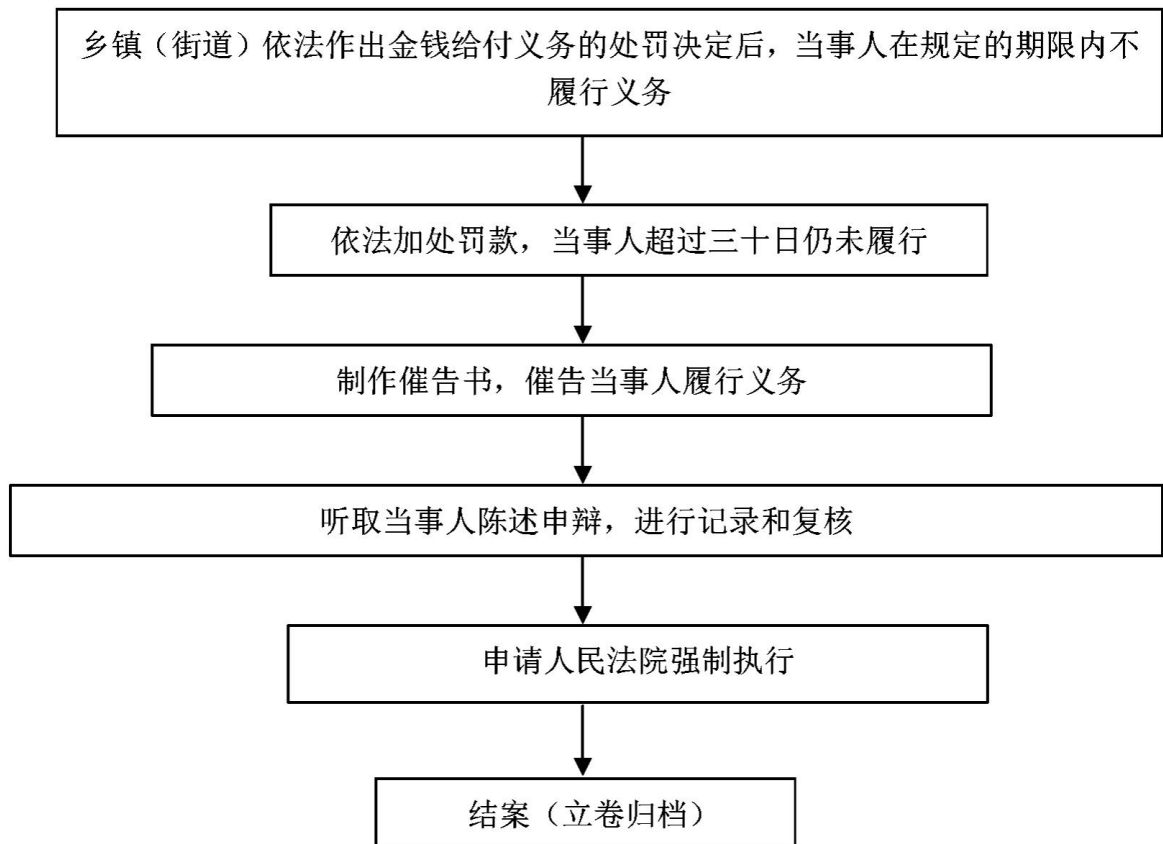 乡镇（街道）依法作出金钱给付义务的处罚决定后，当事人在规定的期限内不
履行义务
依法加处罚款，当事人超过三十日仍未履行
制作催告书，催告当事人履行义务
听取当事人陈述申辩，进行记录和复核
申请人民法院强制执行
结案（立卷归档）